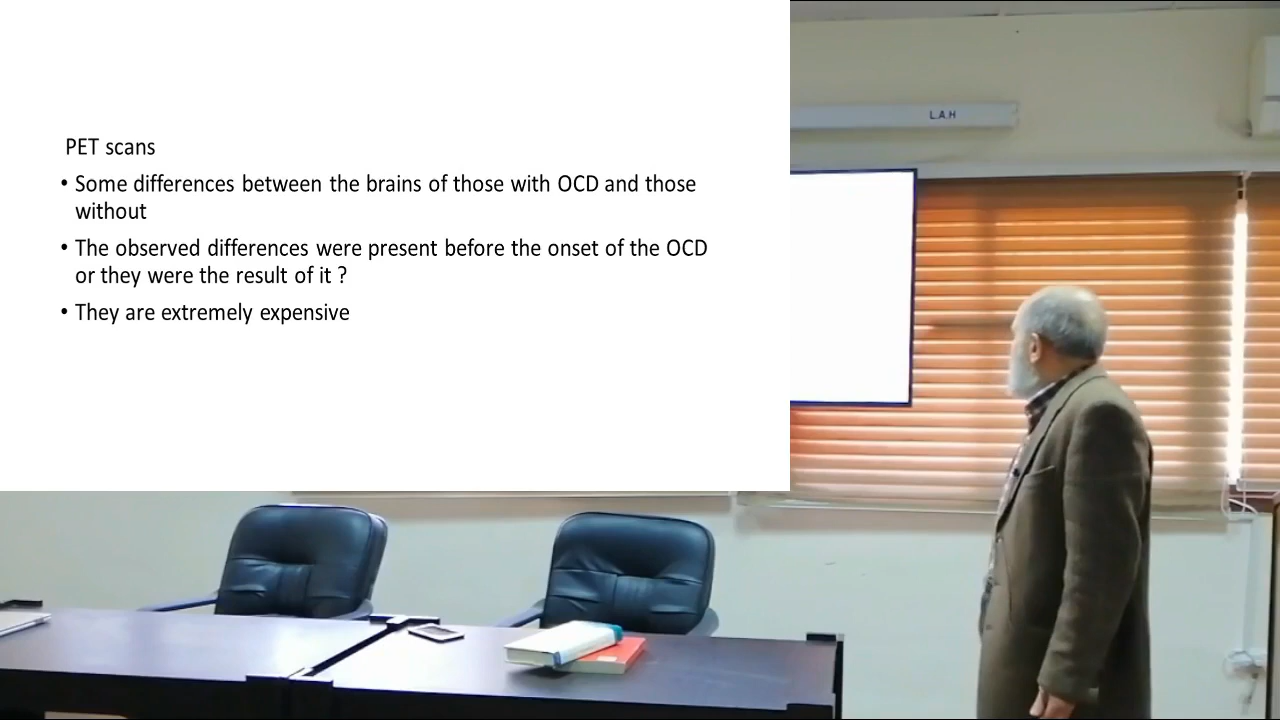 PET scans
• Some differences between the brains of those with OCD and those
without
• The observed differences were present before the onset of the OCD
or they were the result of it ?
• They are extremely expensive
L.A.H